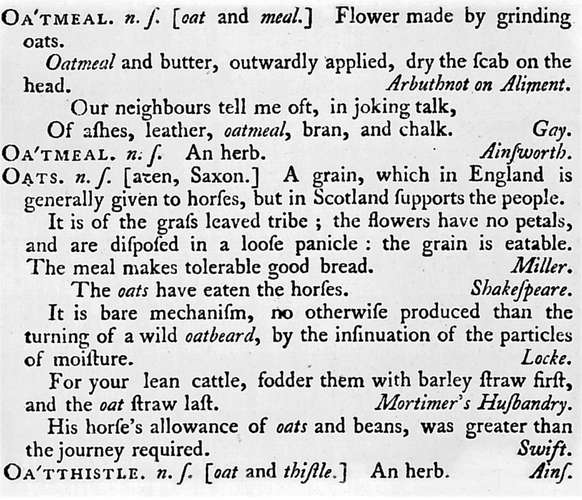 OA'TMEAL. n. ſ. [oat and meal.] Flower made by grinding
oats.
Oatmeal and butter, outwardly applied, dry the ſcab on the
head. Arbuthnot on Aliment.
Our neighbours tell me oft, in joking talk,
Of aſhes, leather, oatmeal, bran, and chalk. Gay.
OA'TMEAL. n. ſ. An herb. Ainſworth.
OATS. n. ſ. [aꞇen, Saxon.] A grain, which in England is
generally given to horſes, but in Scotland ſupports the people.
It is of the graſs leaved tribe ; the flowers have no petals,
and are diſpoſed in a looſe panicle : the grain is eatable.
The meal makes tolerable good bread. Miller.
The oats have eaten the horſes. Shakeſpeare.
It is bare mechaniſm, no otherwiſe produced than the
turning of a wild oatbeard, by the inſinuation of the particles
of moiſture. Locke.
For your lean cattle, fodder them with barley ſtraw firſt,
and the oat ſtraw laſt. Mortimer's Huſbandry.
His horſe's allowance of oats and beans, was greater than
the journey required. Swift.
OA'TTHISTLE. n. ſ. [oat and thiſtle.] An herb. Ainſ.